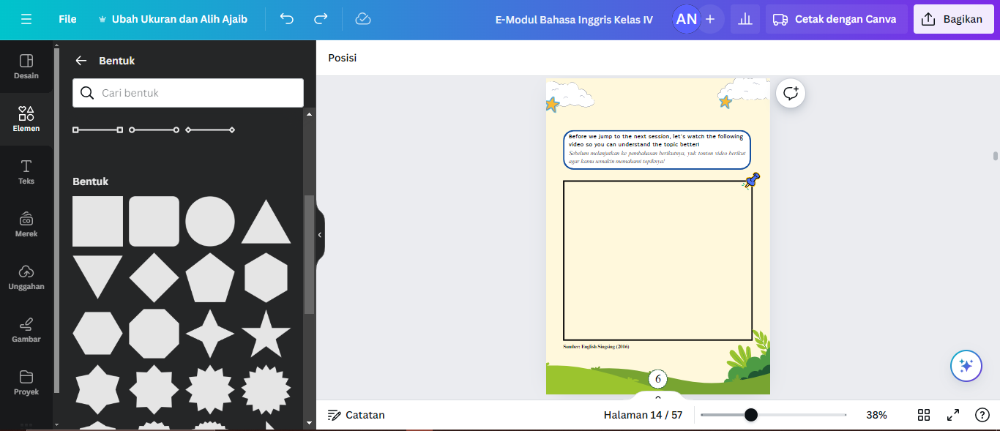 File
Ubah Ukuran dan Alih Ajaib
E-Modul Bahasa Inggris Kelas IV
AN
Cetak dengan Canva
Bagikan
Desain
Elemen
Teks
Merek
Unggahan
Gambar
Proyek
Bentuk
Cari bentuk
Bentuk
Posisi
Before we jump to the next session, let's watch the following
video so you can understand the topic better!
Sebelum melanjutkan ke pembahasan berikutnya, yuk tonton video berikut
agar kamu semakin memahami topiknya!
Sumber: English Singsing (2016)
6
Catatan
Halaman 14 / 57
38%